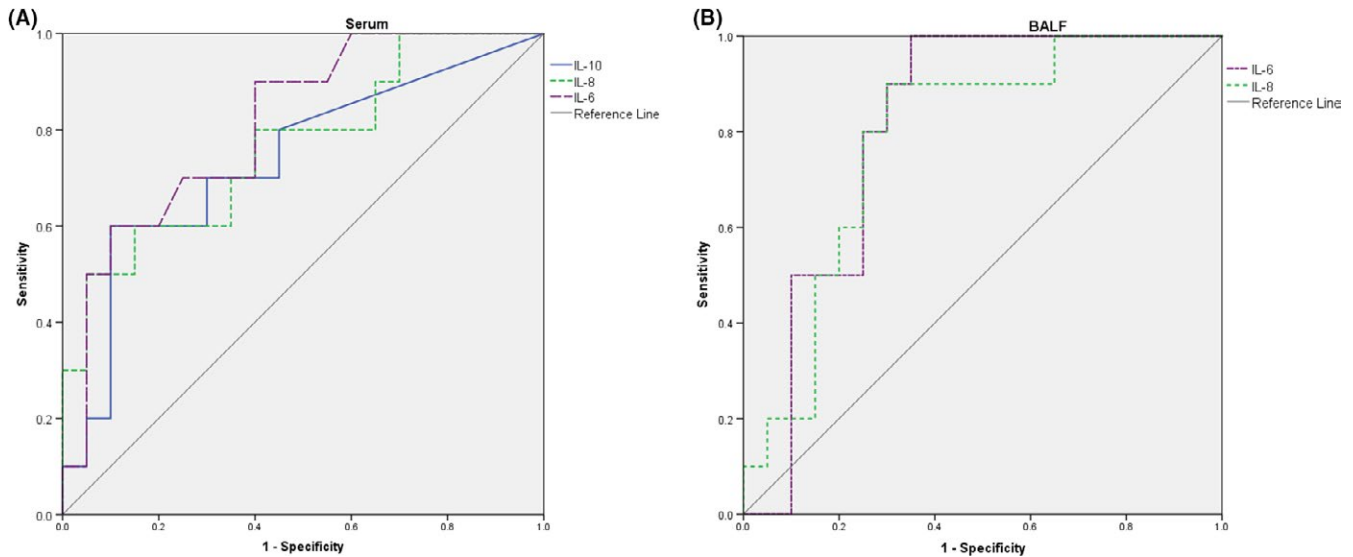 (A)
Serum
1.0
0.8
0.6
0.4
0.2
0.0
Sensitivity
0.0 0.2 0.4 0.6 0.8 1.0
1 - Specificity
IL-10
IL-8
IL-6
Reference Line
(B)
BALF
1.0
0.8
0.6
0.4
0.2
0.0
Sensitivity
0.0 0.2 0.4 0.6 0.8 1.0
1 - Specificity
IL-6
IL-8
Reference Line